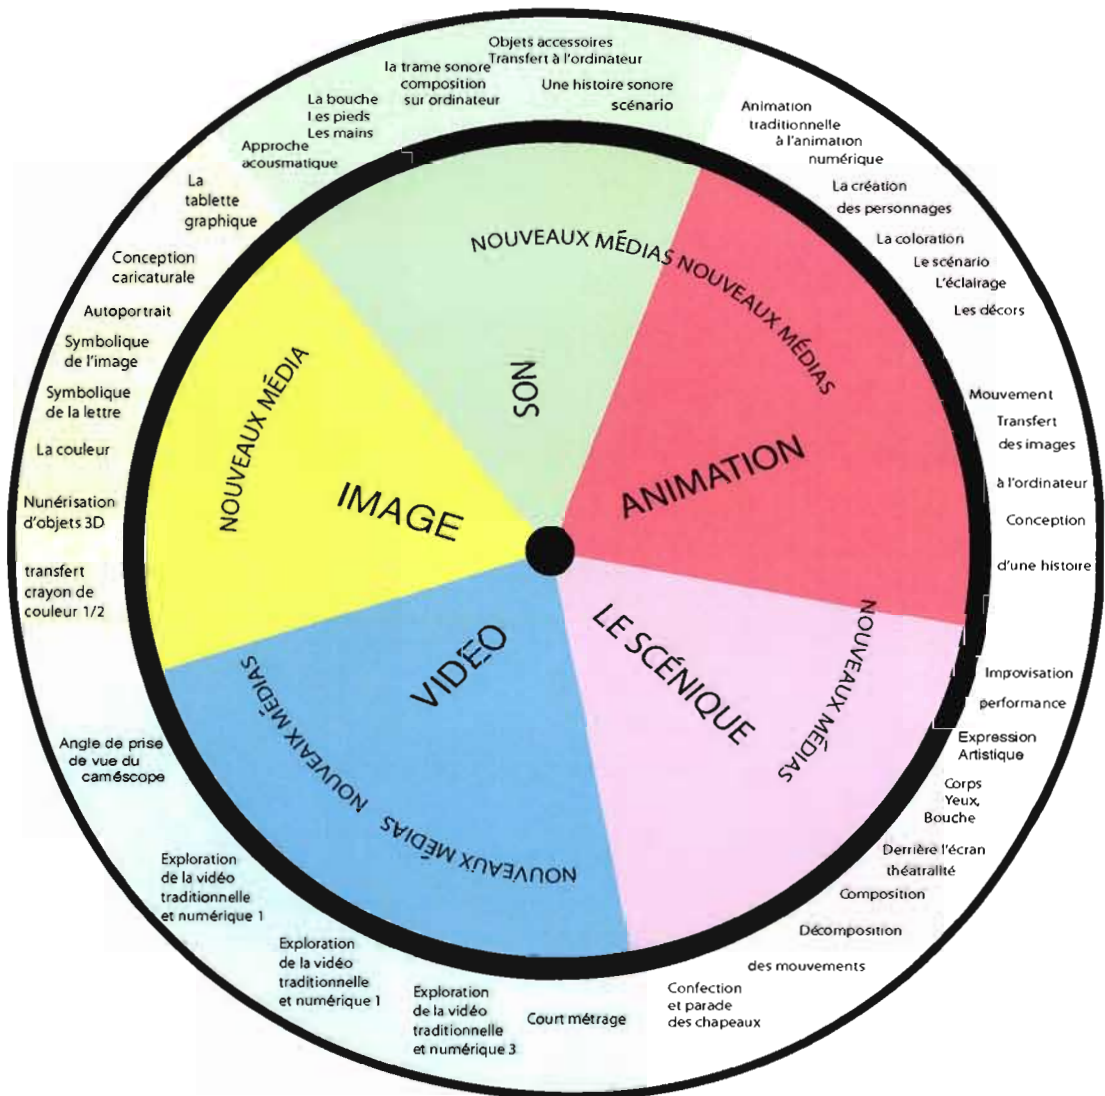 Objets accessoires
Transfert à l'ordinateur
la trame sonore
composition
sur ordinateur
Une histoire sonore
scénario
La bouche
les pieds
Les mains
Approche
acousmatique
Animation
traditionnelle
à l'animation
numérique
La création
des personnages
La coloration
Le scénario
L'éclairage
Les décors
Mouvement
Transfert
des images
à l'ordinateur
Conception
d'une histoire
Improvisation
performance
Expression
Artistique
Corps
Yeux,
Bouche
Derrière l'écran
théatralité
Composition
Décomposition
des mouvements
Confection
et parade
des chapeaux
Court métrage
Exploration
de la vidéo
traditionnelle
et numérique 3
Exploration
de la vidéo
traditionnelle
et numérique 1
Exploration
de la vidéo
traditionnelle
et numérique 1
Angle de prise
de vue du
caméscope
transfert
crayon de
couleur 1/2
Nunérisation
d'objets 3D
La couleur
Symbolique
de la lettre
Symbolique
de l'image
Autoportrait
Conception
caricaturale
La
tablette
graphique
NOUVEAUX MÉDIAS
SON
NOUVEAUX MÉDIAS
ANIMATION
NOUVEAUX MÉDIAS
LE SCÉNIQUE
NOUVEAUX MÉDIAS
NOUVEAIX MÉDIAS
VIDÉO
NOUVEAUX MÉDIA
IMAGE